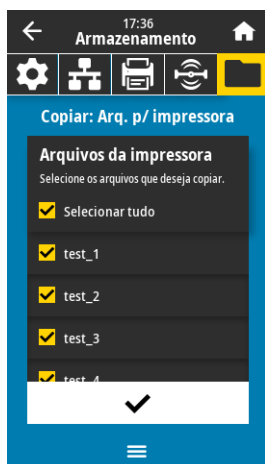 17:36
Armazenamento
Copiar: Arq. p/ impressora
Arquivos da impressora
Selecione os arquivos que deseja copiar.
Selecionar tudo
test_1
test_2
test_3
test_4